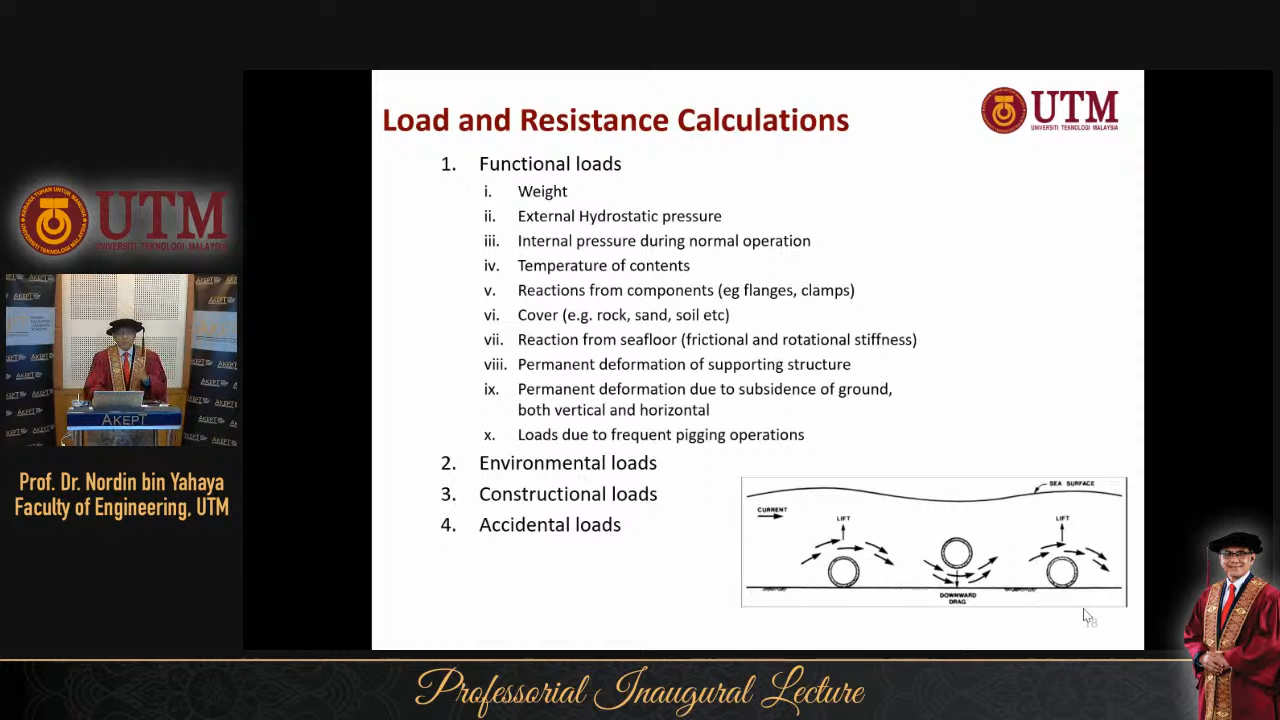 UTM
UNIVERSITI TEKNOLOGI MALAYSIA
AKEPT
Prof. Dr. Nordin bin Yahaya
Faculty of Engineering, UTM
Load and Resistance Calculations
UTM
UNIVERSITI TEKNOLOGI MALAYSIA
1. Functional loads
i. Weight
ii. External Hydrostatic pressure
iii. Internal pressure during normal operation
iv. Temperature of contents
v. Reactions from components (eg flanges, clamps)
vi. Cover (e.g. rock, sand, soil etc)
vii. Reaction from seafloor (frictional and rotational stiffness)
viii. Permanent deformation of supporting structure
ix. Permanent deformation due to subsidence of ground,
both vertical and horizontal
x. Loads due to frequent pigging operations
2. Environmental loads
3. Constructional loads
4. Accidental loads
SEA SURFACE
CURRENT
LIFT
LIFT
DOWNWARD
DRAG
18
Professorial Inaugural Lecture